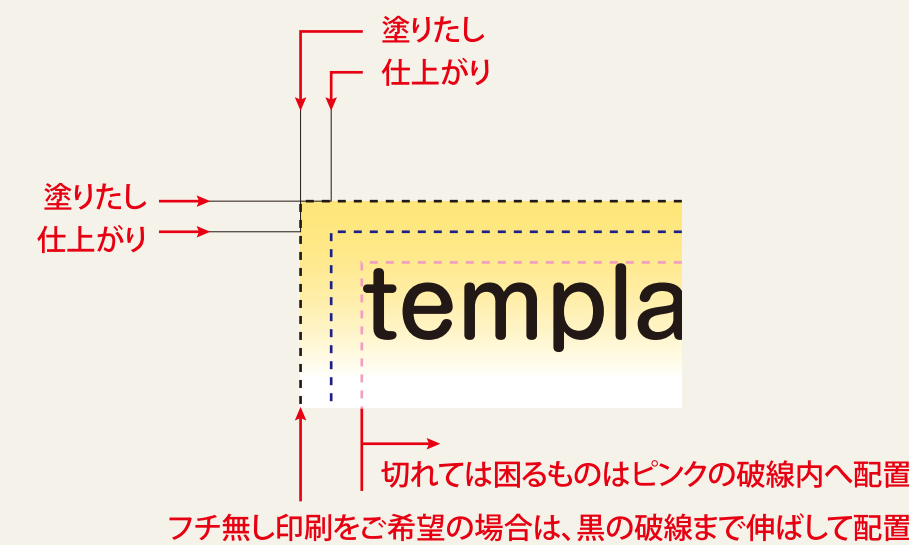 塗りたし
仕上がり
塗りたし
仕上がり
templa
切れては困るものはピンクの破線内へ配置
フチ無し印刷をご希望の場合は、黒の破線まで伸ばして配置